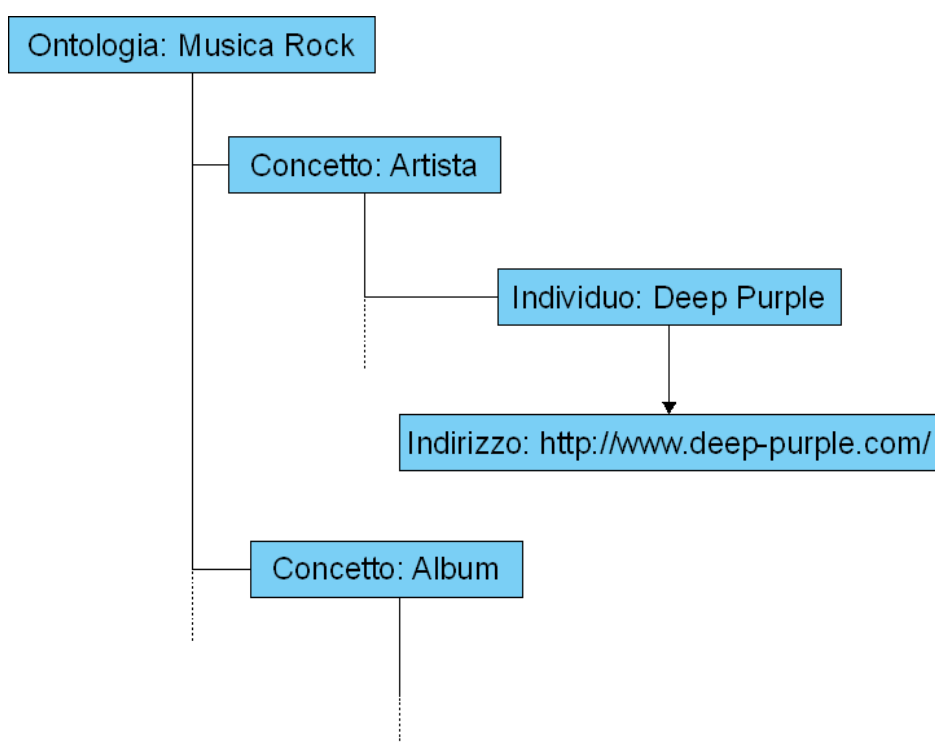 Ontologia: Musica Rock
Concetto: Artista
Individuo: Deep Purple
Indirizzo: http://www.deep-purple.com/
Concetto: Album